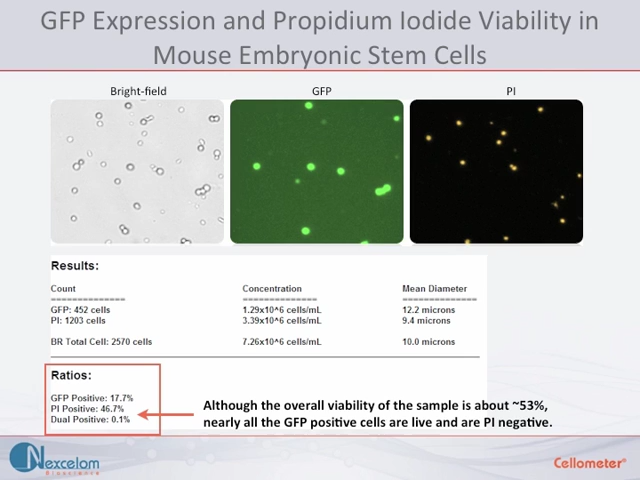 GFP Expression and Propidium Iodide Viability in
Mouse Embryonic Stem Cells
Bright-field GFP PI
Results:
Count Concentration Mean Diameter
============== ============== ==============
GFP: 452 cells 1.29x10^6 cells/mL 12.2 microns
PI: 1203 cells 3.39x10^6 cells/mL 9.4 microns
BR Total Cell: 2570 cells 7.26x10^6 cells/mL 10.0 microns
Ratios:
GFP Positive: 17.7%
PI Positive: 46.7%
Dual Positive: 0.1%
Although the overall viability of the sample is about ~53%,
nearly all the GFP positive cells are live and are PI negative.
Nexcelom
Bioscience
Cellometer®